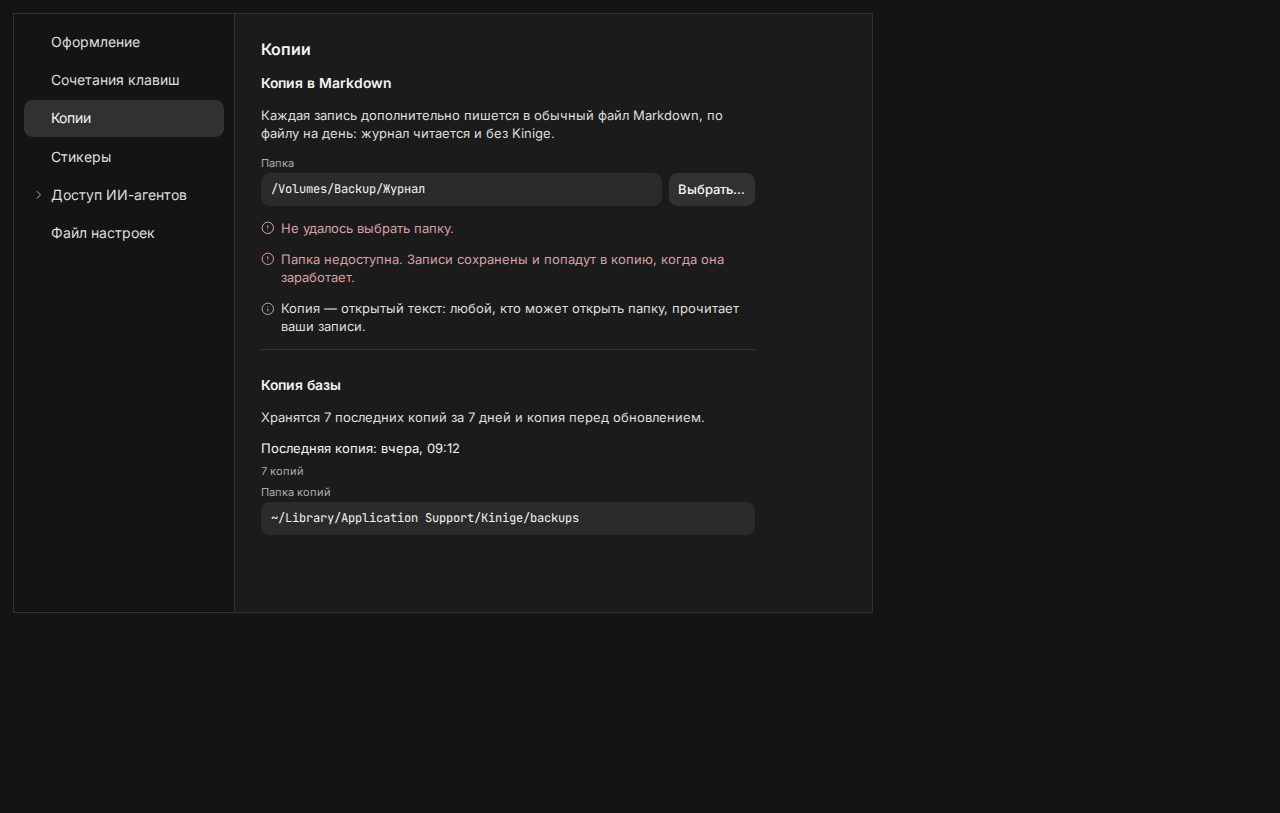 Оформление
Сочетания клавиш
Копии
Стикеры
Доступ ИИ-агентов
Файл настроек
Копии
Копия в Markdown
Каждая запись дополнительно пишется в обычный файл Markdown, по
файлу на день: журнал читается и без Kinige.
Папка
/Volumes/Backup/Журнал
Выбрать...
Не удалось выбрать папку.
Папка недоступна. Записи сохранены и попадут в копию, когда она
заработает.
Копия — открытый текст: любой, кто может открыть папку, прочитает
ваши записи.
Копия базы
Хранятся 7 последних копий за 7 дней и копия перед обновлением.
Последняя копия: вчера, 09:12
7 копий
Папка копий
~/Library/Application Support/Kinige/backups